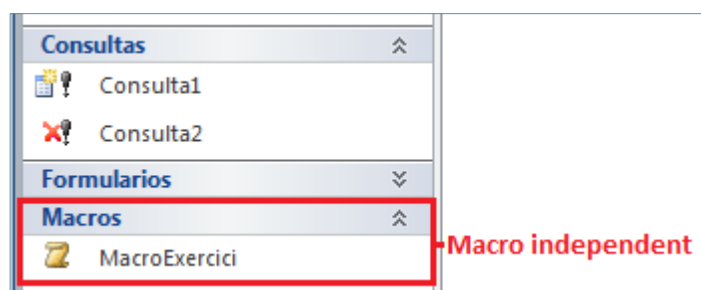 Consultas
Consulta1
Consulta2
Formularios
Macros
MacroExercici
Macro independent